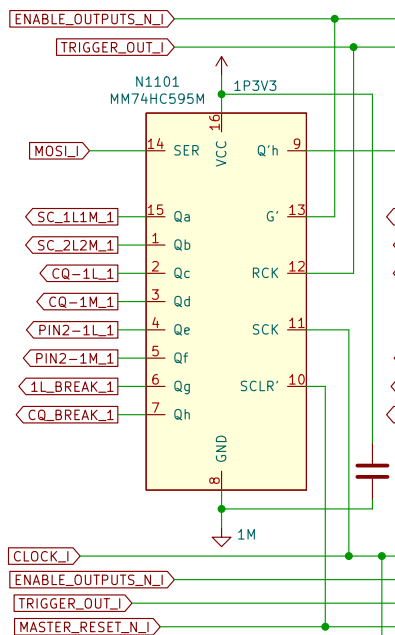 ENABLE_OUTPUTS_N_I
TRIGGER_OUT_I
N1101
1P3V3
MM74HC595M
16
VCC
MOSI_I
14
SER
Q'h
9
SC_1L1M_1
15
Qa
G'
13
SC_2L2M_1
1
Qb
CQ-1L_1
2
Qc
RCK
12
CQ-1M_1
3
Qd
PIN2-1L_1
4
Qe
SCK
11
PIN2-1M_1
5
Qf
1L_BREAK_1
6
Qg
SCLR'
10
CQ_BREAK_1
7
Qh
GND
8
1M
CLOCK_I
ENABLE_OUTPUTS_N_I
TRIGGER_OUT_I
MASTER_RESET_N_I